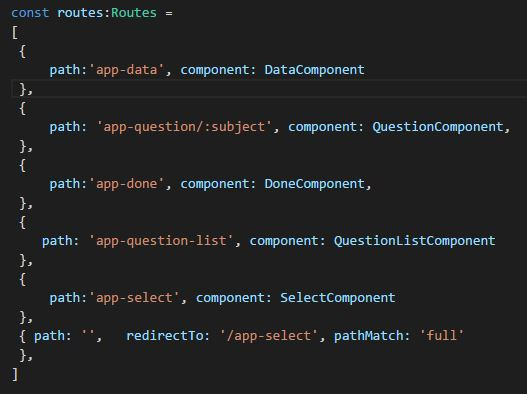 const routes:Routes =
[
{
path:'app-data', component: DataComponent
},
{
path: 'app-question/:subject', component: QuestionComponent,
},
{
path:'app-done', component: DoneComponent,
},
{
path: 'app-question-list', component: QuestionListComponent
},
{
path:'app-select', component: SelectComponent
},
{ path: '',   redirectTo: '/app-select', pathMatch: 'full'
},
]